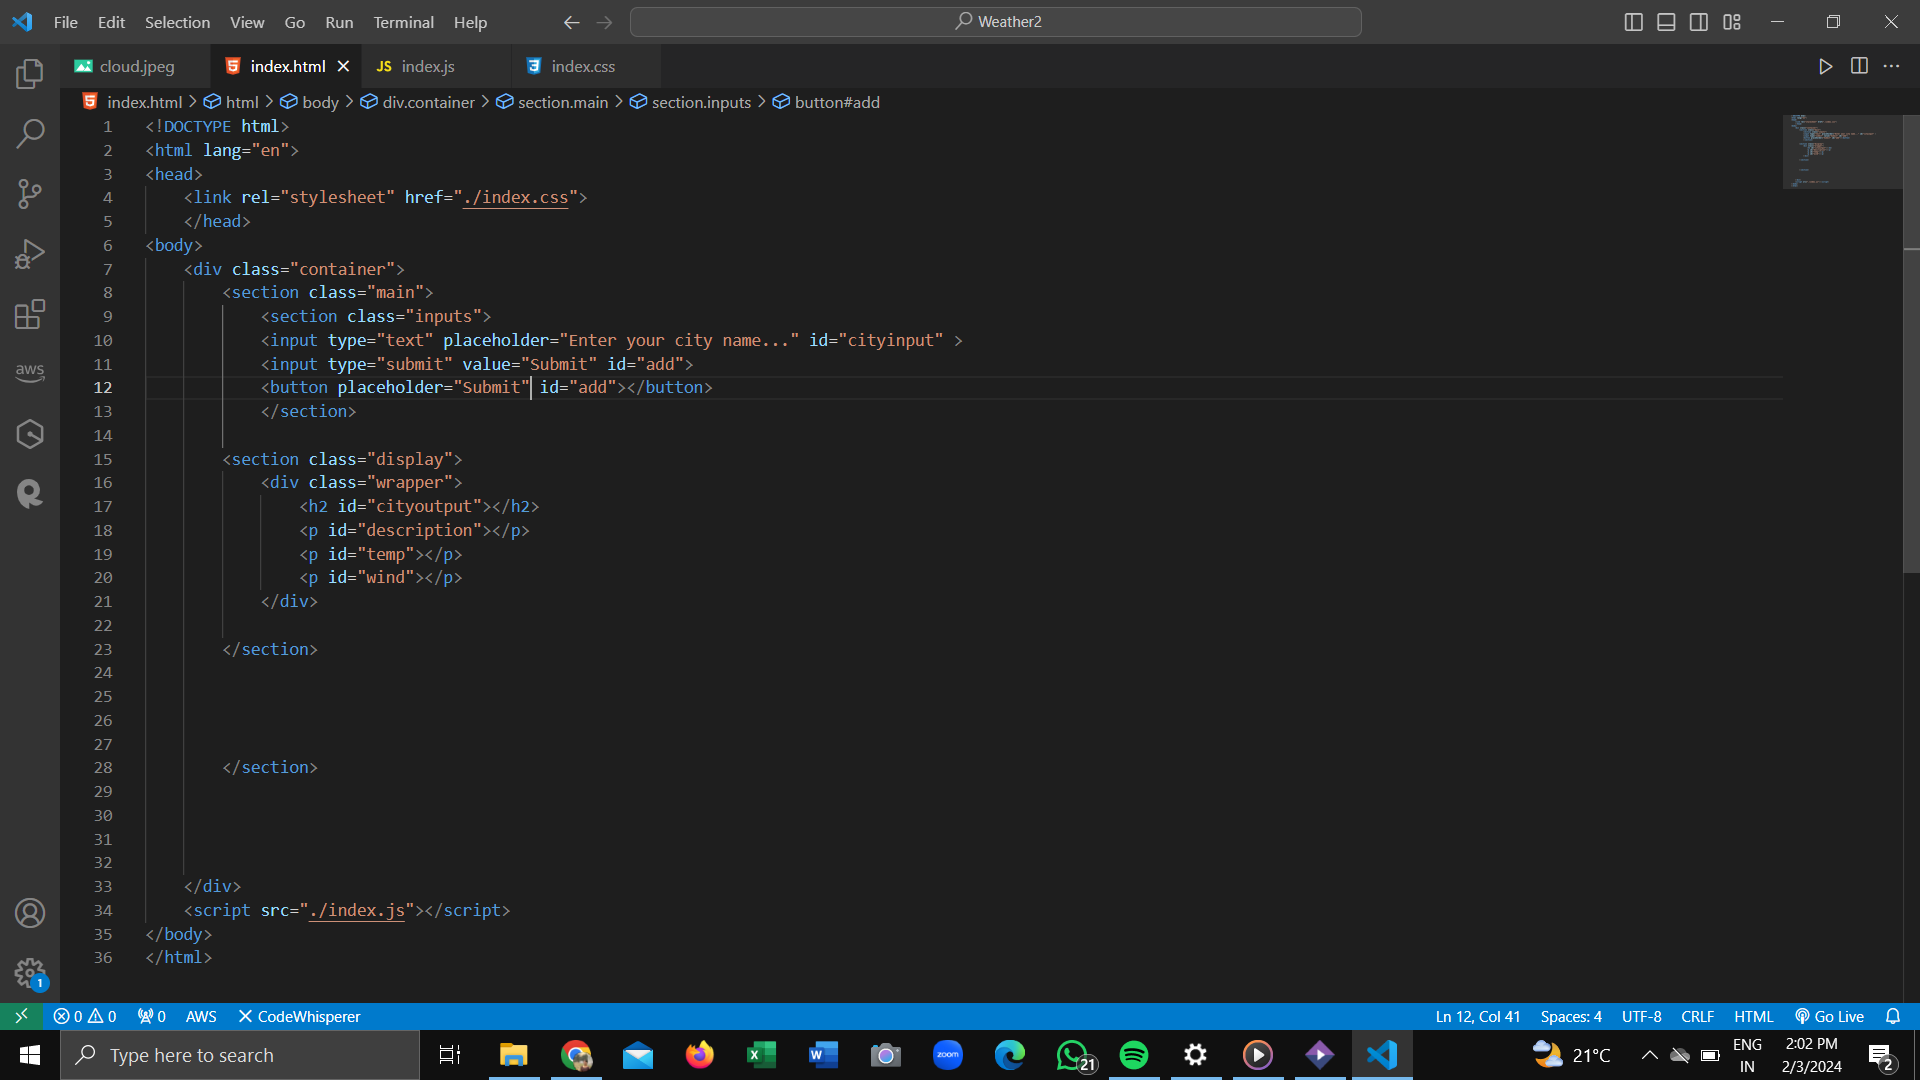 File Edit Selection View Go Run Terminal Help Weather2
cloud.jpeg index.html JS index.js index.css
index.html html body div.container section.main section.inputs button#add
1 <!DOCTYPE html>
2 <html lang="en">
3 <head>
4 <link rel="stylesheet" href="./index.css">
5 </head>
6 <body>
7 <div class="container">
8 <section class="main">
9 <section class="inputs">
10 <input type="text" placeholder="Enter your city name..." id="cityinput" >
11 <input type="submit" value="Submit" id="add">
12 <button placeholder="Submit" id="add"></button>
13 </section>
14
15 <section class="display">
16 <div class="wrapper">
17 <h2 id="cityoutput"></h2>
18 <p id="description"></p>
19 <p id="temp"></p>
20 <p id="wind"></p>
21 </div>
22
23 </section>
24
25
26
27
28 </section>
29
30
31
32
33 </div>
34 <script src="./index.js"></script>
35 </body>
36 </html>
aws
1
0 0 0 AWS CodeWhisperer Ln 12, Col 41 Spaces: 4 UTF-8 CRLF HTML Go Live
Type here to search zoom 21 21°C ENG IN 2:02 PM 2/3/2024 2